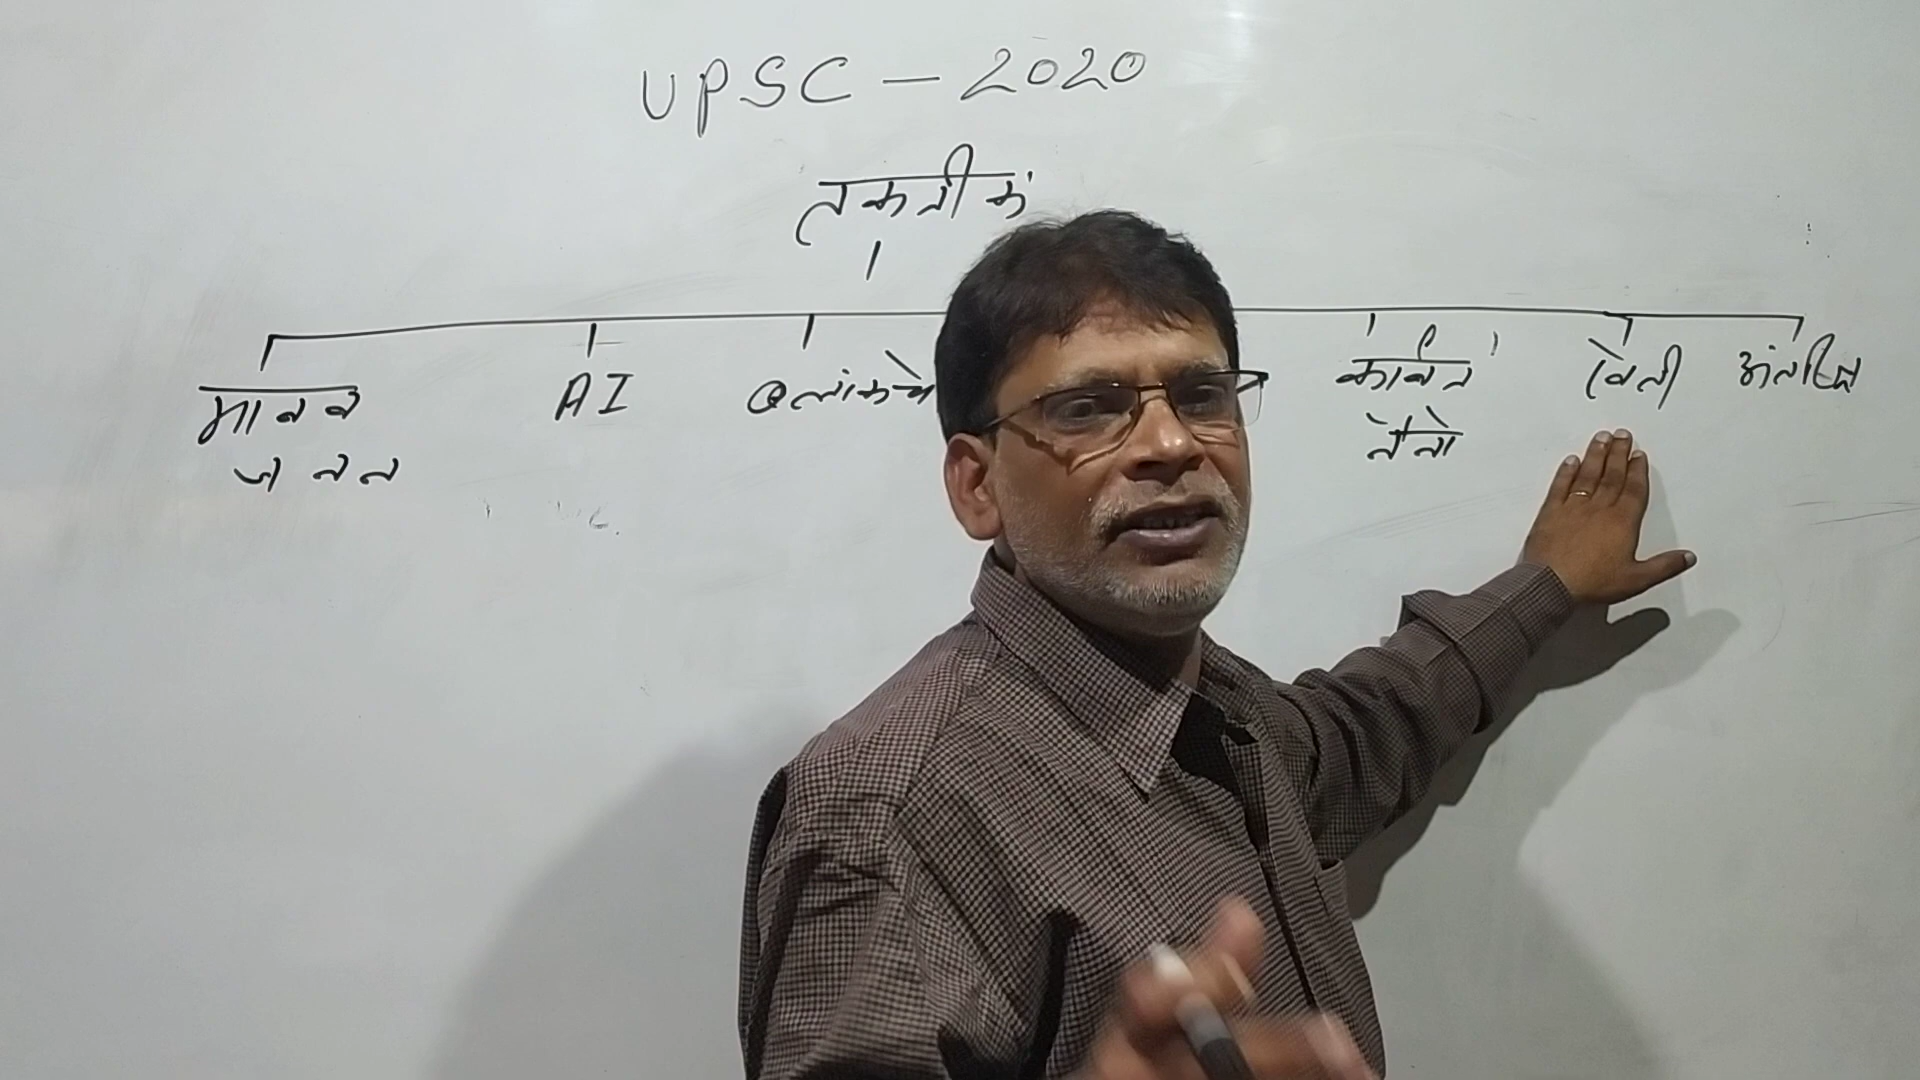 UPSC – 2020
तकनीक
मानव AI ब्लॉकचे कार्बन खेती अंतरिक्ष
जनन नैनो